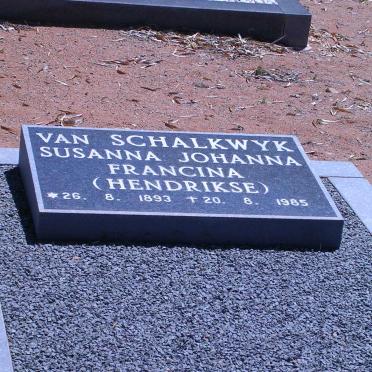 VAN SCHALKWYK
SUSANNA JOHANNA
FRANCINA
(HENDRIKSE)
*26. 8. 1893 †20. 8. 1985